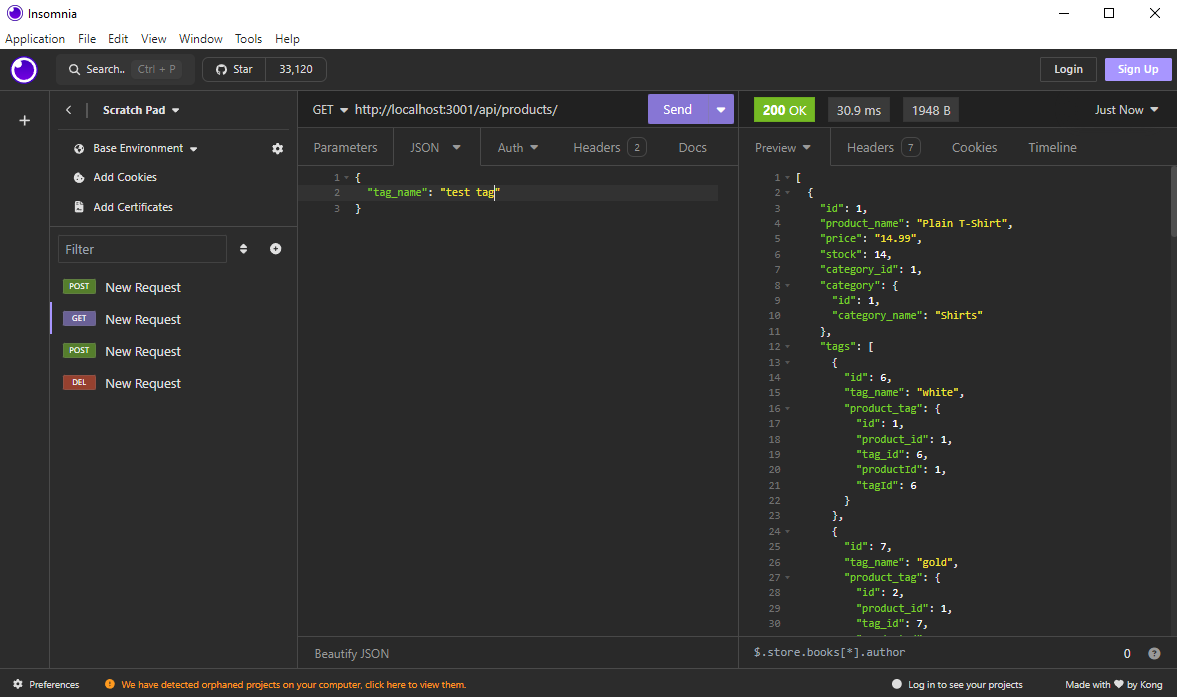 Insomnia
Application File Edit View Window Tools Help
Search.. Ctrl + P Star 33,120 Login Sign Up
Scratch Pad
GET http://localhost:3001/api/products/ Send
200 OK 30.9 ms 1948 B Just Now
Base Environment
Add Cookies
Add Certificates
Filter
POST New Request
GET New Request
POST New Request
DEL New Request
Parameters JSON Auth Headers 2 Docs
1 {
2 "tag_name": "test tag"
3 }
Beautify JSON
Preview Headers 7 Cookies Timeline
1 [
2 {
3 "id": 1,
4 "product_name": "Plain T-Shirt",
5 "price": "14.99",
6 "stock": 14,
7 "category_id": 1,
8 "category": {
9 "id": 1,
10 "category_name": "Shirts"
11 },
12 "tags": [
13 {
14 "id": 6,
15 "tag_name": "white",
16 "product_tag": {
17 "id": 1,
18 "product_id": 1,
19 "tag_id": 6,
20 "productId": 1,
21 "tagId": 6
22 }
23 },
24 {
25 "id": 7,
26 "tag_name": "gold",
27 "product_tag": {
28 "id": 2,
29 "product_id": 1,
30 "tag_id": 7,
$.store.books[*].author 0 ?
Preferences We have detected orphaned projects on your computer, click here to view them. Log in to see your projects Made with ❤ by Kong